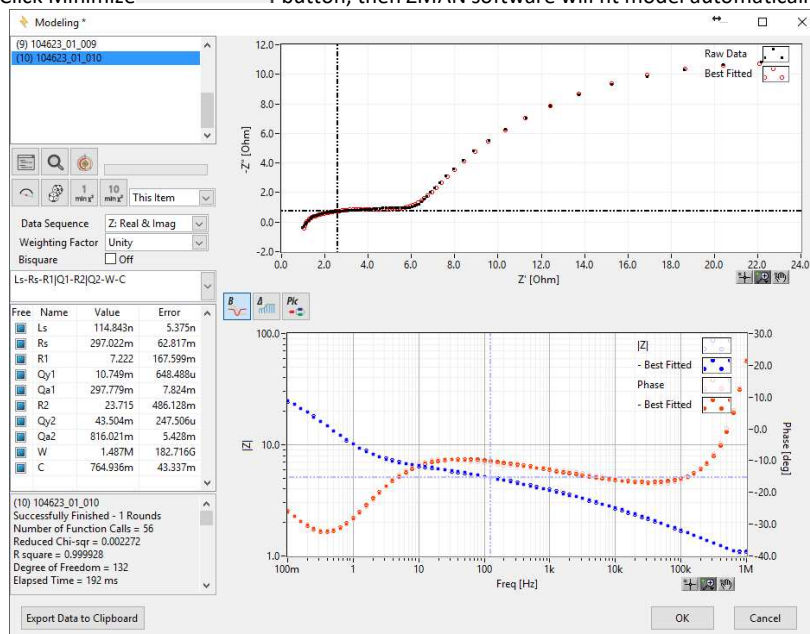 Click Minimize
button, then ZMAN software will fit model automatical
Modeling *
(9) 104623_01_009
(10) 104623_01_010
1
min χ²
10
min χ²
This Item
Data Sequence Z: Real & Imag
Weighting Factor Unity
Bisquare Off
Ls-Rs-R1|Q1-R2|Q2-W-C
Free Name Value Error
Ls 114.843n 5.375n
Rs 297.022m 62.817m
R1 7.222 167.599m
Qy1 10.749m 648.488u
Qa1 297.779m 7.824m
R2 23.715 486.128m
Qy2 43.504m 247.506u
Qa2 816.021m 5.428m
W 1.487M 182.716G
C 764.936m 43.337m
(10) 104623_01_010
Successfully Finished - 1 Rounds
Number of Function Calls = 56
Reduced Chi-sqr = 0.002272
R square = 0.999928
Degree of Freedom = 132
Elapsed Time = 192 ms
Export Data to Clipboard
Raw Data
Best Fitted
-Z" [Ohm]
12.0
10.0
8.0
6.0
4.0
2.0
0.0
-2.0
0.0 2.0 4.0 6.0 8.0 10.0 12.0 14.0 16.0 18.0 20.0 22.0 24.0
Z' [Ohm]
B
Δ
Pic
|Z|
- Best Fitted
Phase
- Best Fitted
|Z|
100.0
10.0
1.0
100m 1 10 100 1k 10k 100k 1M
Freq [Hz]
-30.0
-20.0
-10.0
-0.0
-10.0
-20.0
-30.0
-40.0
Phase [deg]
OK
Cancel